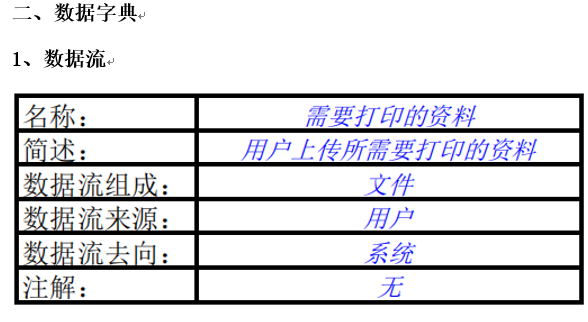 二、数据字典
1、数据流
名称： 需要打印的资料
简述： 用户上传所需要打印的资料
数据流组成： 文件
数据流来源： 用户
数据流去向： 系统
注解： 无